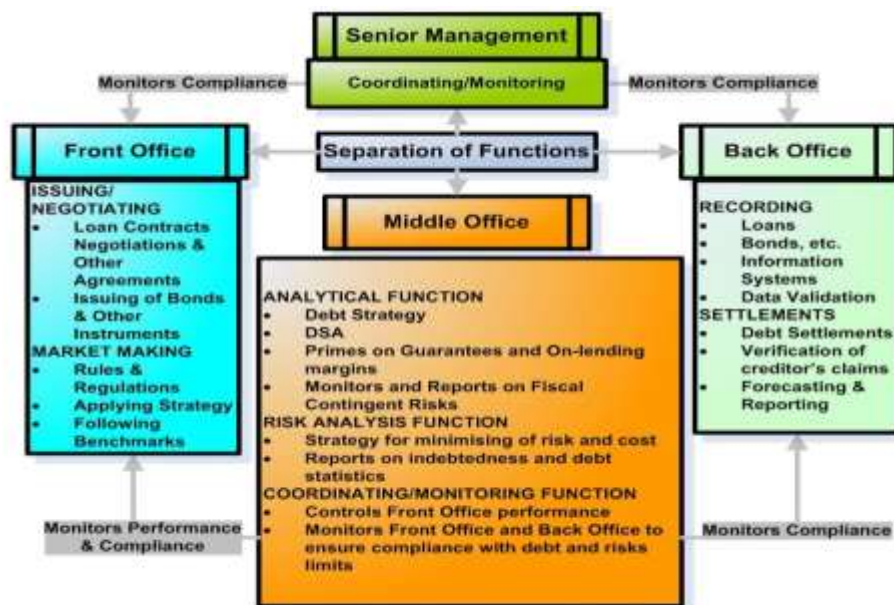 Senior Management
Coordinating/Monitoring
Monitors Compliance
Monitors Compliance
Front Office
Separation of Functions
Back Office
ISSUING/
NEGOTIATING
• Loan Contracts
Negotiations &
Other
Agreements
• Issuing of Bonds
& Other
Instruments
MARKET MAKING
• Rules &
Regulations
• Applying Strategy
• Following
Benchmarks
Middle Office
ANALYTICAL FUNCTION
• Debt Strategy
• DSA
• Primes on Guarantees and On-lending
margins
• Monitors and Reports on Fiscal
Contingent Risks
RISK ANALYSIS FUNCTION
• Strategy for minimising of risk and cost
• Reports on indebtedness and debt
statistics
COORDINATING/MONITORING FUNCTION
• Controls Front Office performance
• Monitors Front Office and Back Office to
ensure compliance with debt and risks
limits
RECORDING
• Loans
• Bonds, etc.
• Information
Systems
• Data Validation
SETTLEMENTS
• Debt Settlements
• Verification of
creditor's claims
• Forecasting &
Reporting
Monitors Performance
& Compliance
Monitors Compliance